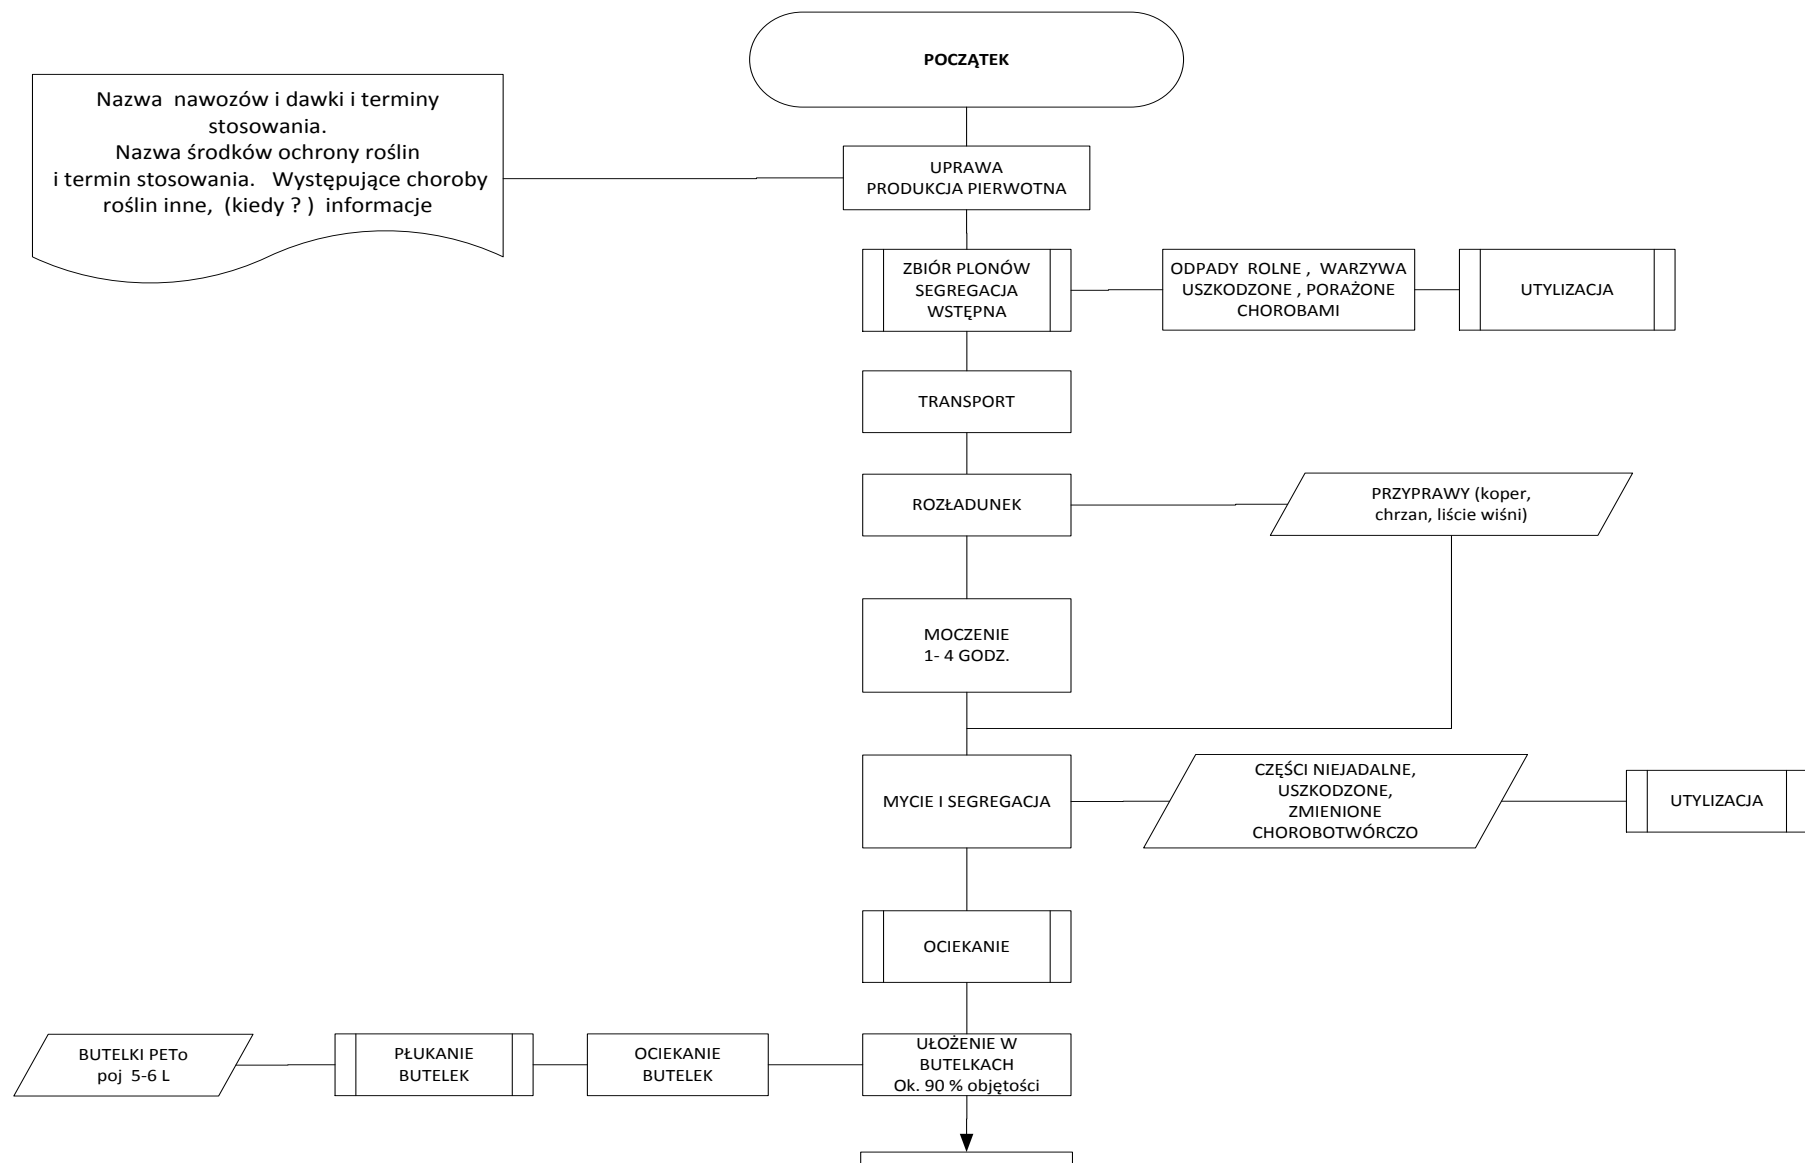 POCZĄTEK
Nazwa nawozów i dawki i terminy
stosowania.
Nazwa środków ochrony roślin
i termin stosowania. Występujące choroby
roślin inne, (kiedy ? ) informacje
UPRAWA
PRODUKCJA PIERWOTNA
ZBIÓR PLONÓW
SEGREGACJA
WSTĘPNA
ODPADY ROLNE , WARZYWA
USZKODZONE , PORAŻONE
CHOROBAMI
UTYLIZACJA
TRANSPORT
ROZŁADUNEK
PRZYPRAWY (koper,
chrzan, liście wiśni)
MOCZENIE
1- 4 GODZ.
MYCIE I SEGREGACJA
CZĘŚCI NIEJADALNE,
USZKODZONE,
ZMIENIONE
CHOROBOTWÓRCZO
UTYLIZACJA
OCIEKANIE
BUTELKI PETo
poj 5-6 L
PŁUKANIE
BUTELEK
OCIEKANIE
BUTELEK
UŁOŻENIE W
BUTELKACH
Ok. 90 % objętości